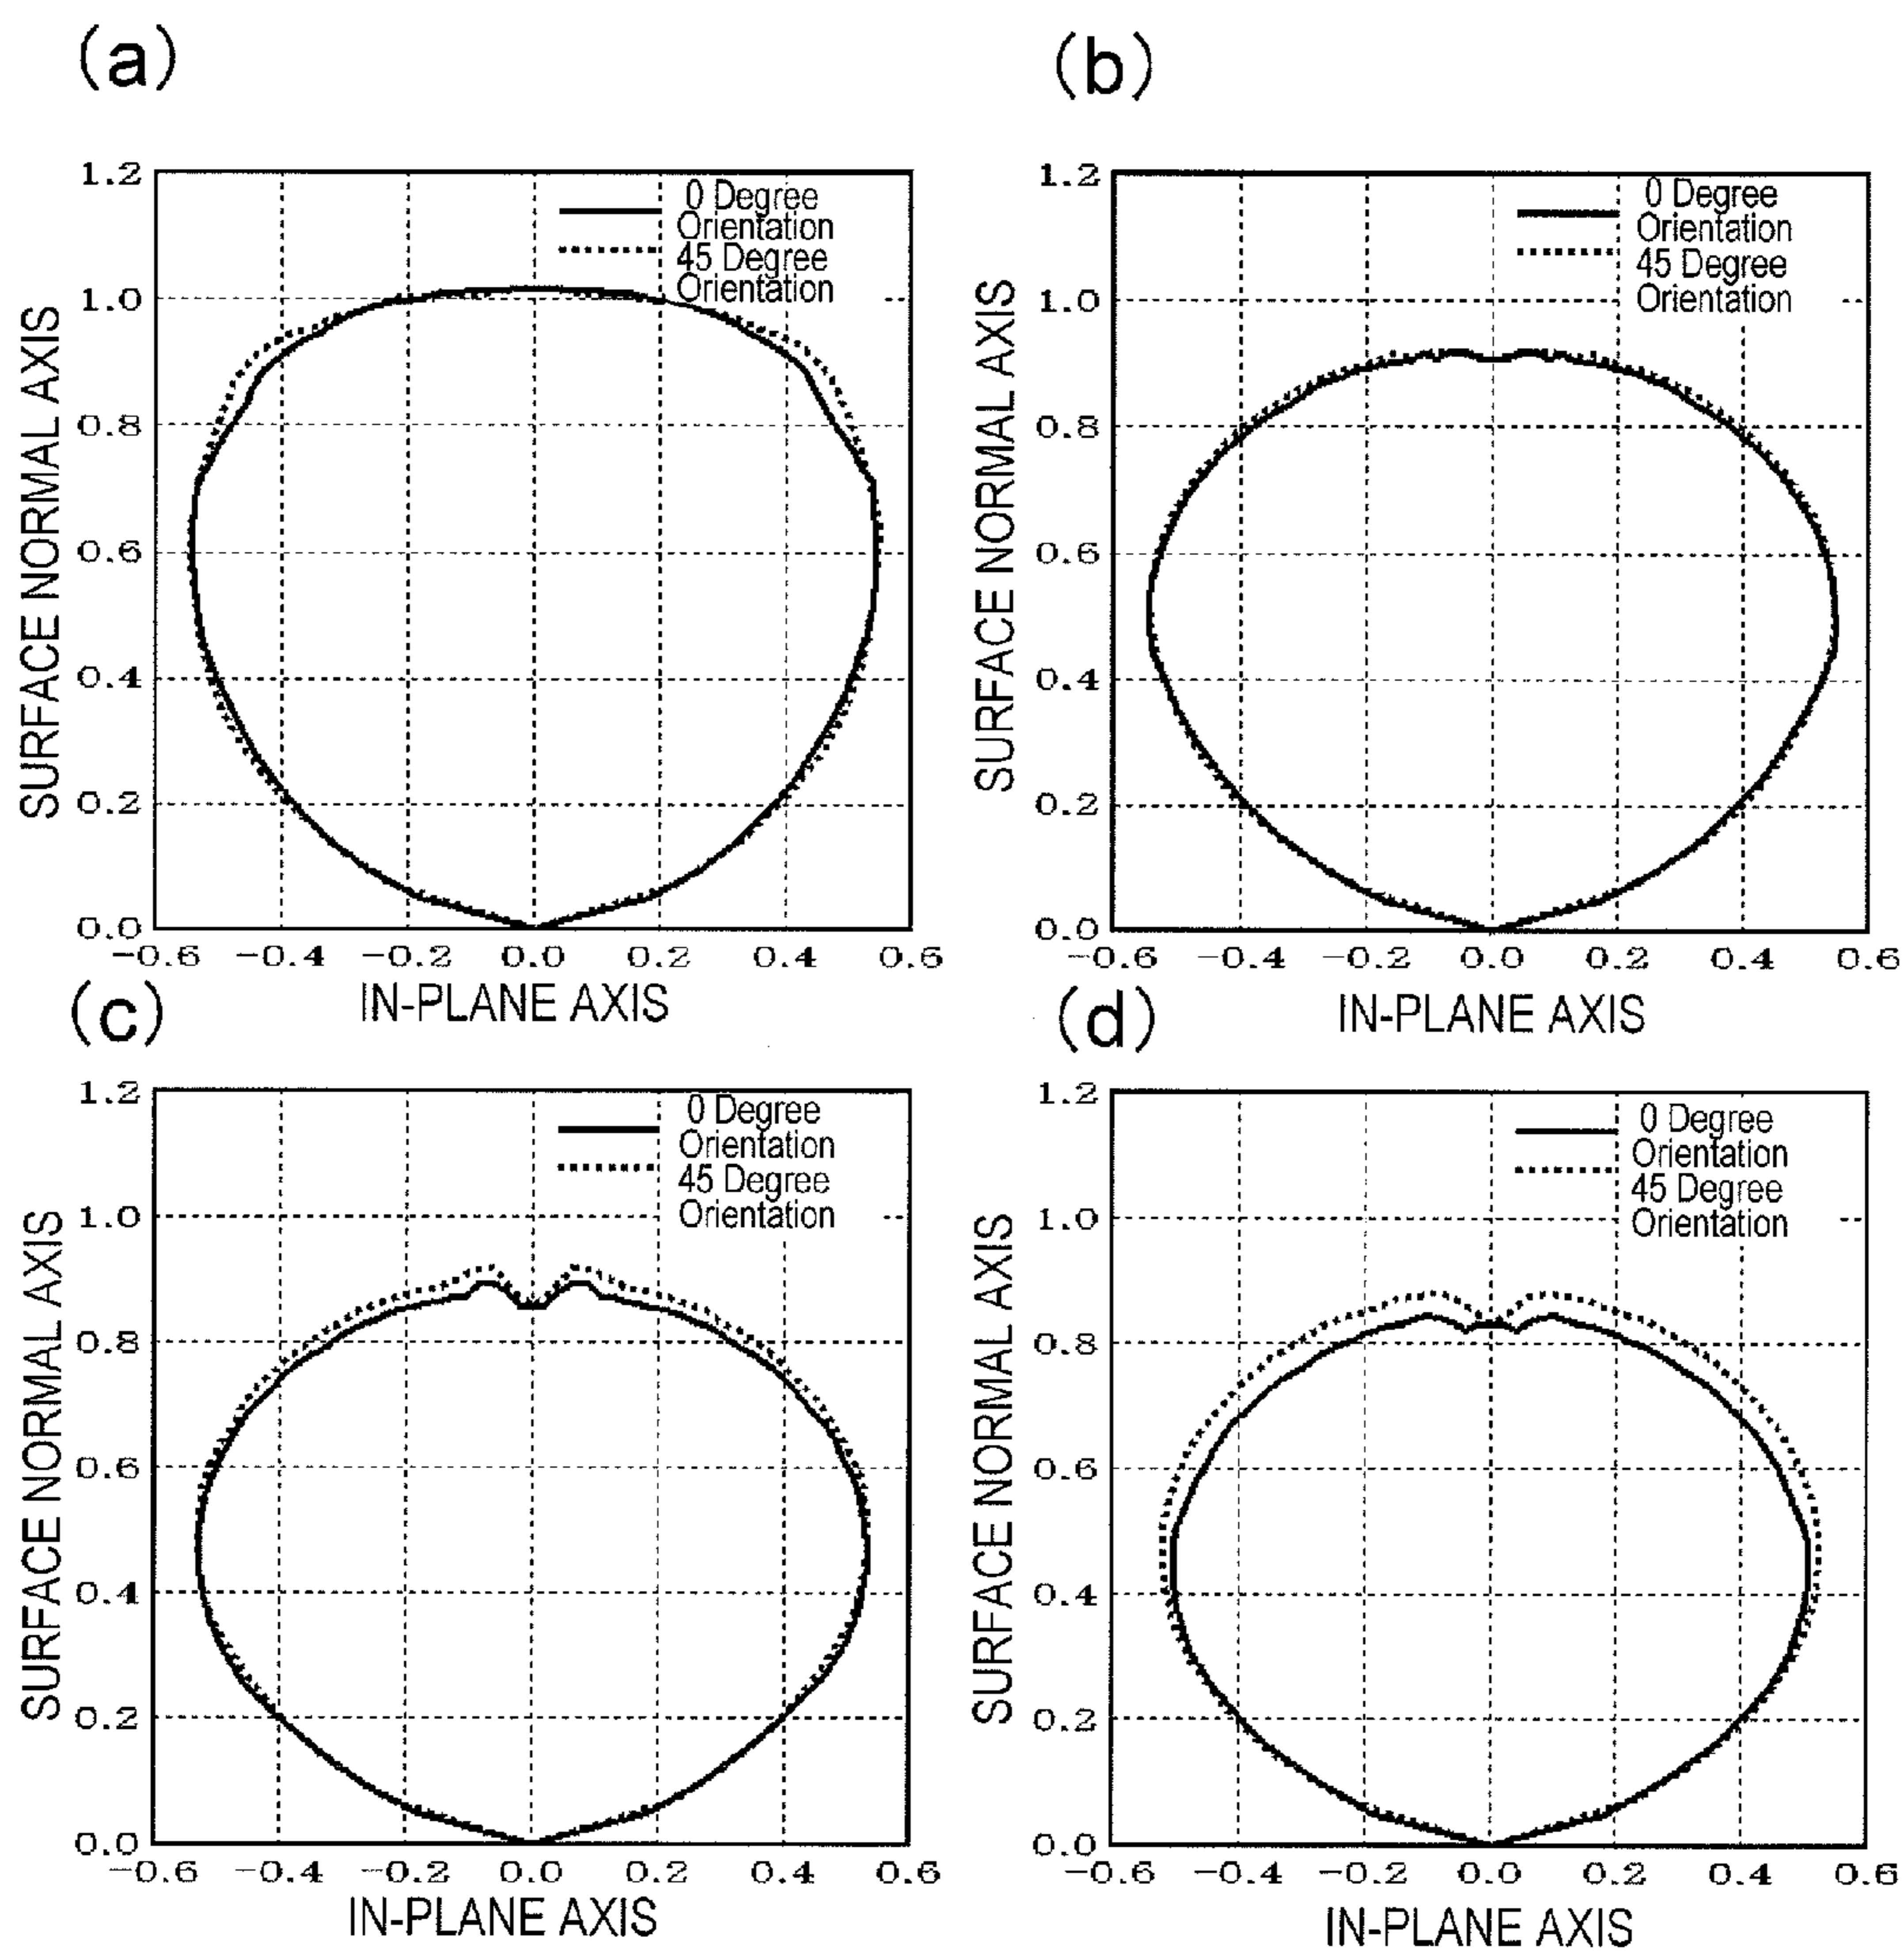 (a)
1.2
1.0
0.8
0.6
0.4
0.2
0.0
SURFACE NORMAL AXIS
0 Degree
Orientation
45 Degree
Orientation
−0.6 −0.4 −0.2 0.0 0.2 0.4 0.6
IN-PLANE AXIS
(b)
1.2
1.0
0.8
0.6
0.4
0.2
0.0
SURFACE NORMAL AXIS
0 Degree
Orientation
45 Degree
Orientation
−0.6 −0.4 −0.2 0.0 0.2 0.4 0.6
IN-PLANE AXIS
(c)
1.2
1.0
0.8
0.6
0.4
0.2
0.0
SURFACE NORMAL AXIS
0 Degree
Orientation
45 Degree
Orientation
−0.6 −0.4 −0.2 0.0 0.2 0.4 0.6
IN-PLANE AXIS
(d)
1.2
1.0
0.8
0.6
0.4
0.2
0.0
SURFACE NORMAL AXIS
0 Degree
Orientation
45 Degree
Orientation
−0.6 −0.4 −0.2 0.0 0.2 0.4 0.6
IN-PLANE AXIS